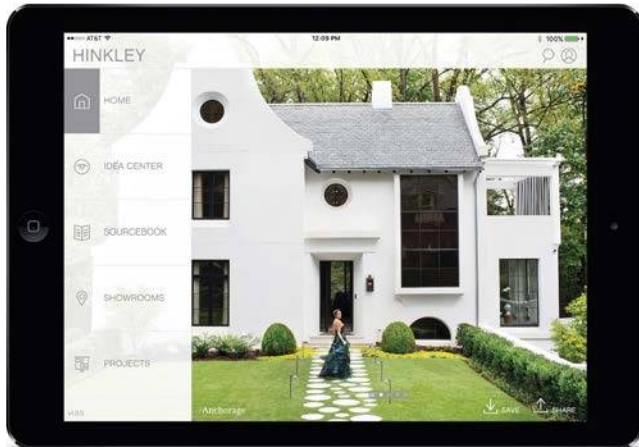 AT&T 12:09 PM 100%
HINKLEY
HOME
IDEA CENTER
SOURCEBOOK
SHOWROOMS
PROJECTS
Anchorage
SAVE SHARE